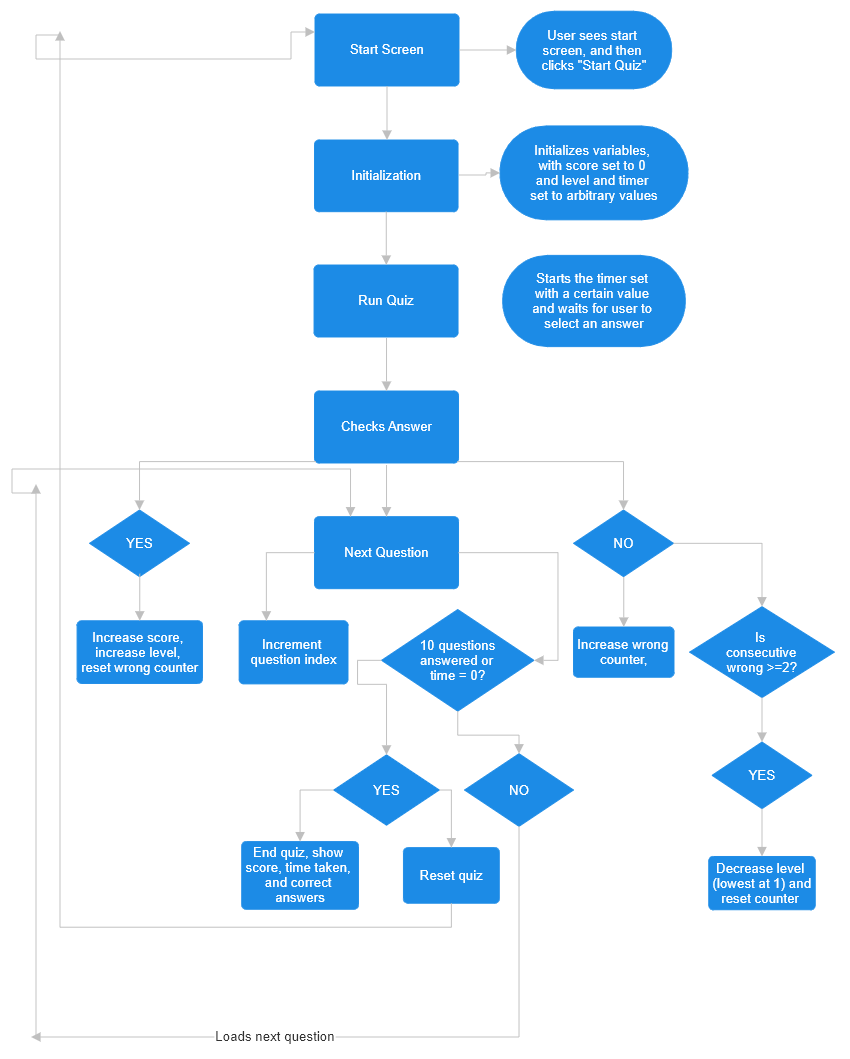 Start Screen
User sees start
screen, and then
clicks "Start Quiz"
Initialization
Initializes variables,
with score set to 0
and level and timer
set to arbitrary values
Run Quiz
Starts the timer set
with a certain value
and waits for user to
select an answer
Checks Answer
YES
Next Question
NO
Increase score,
increase level,
reset wrong counter
Increment
question index
10 questions
answered or
time = 0?
Increase wrong
counter,
Is
consecutive
wrong >=2?
YES
NO
YES
End quiz, show
score, time taken,
and correct
answers
Reset quiz
Decrease level
(lowest at 1) and
reset counter
Loads next question